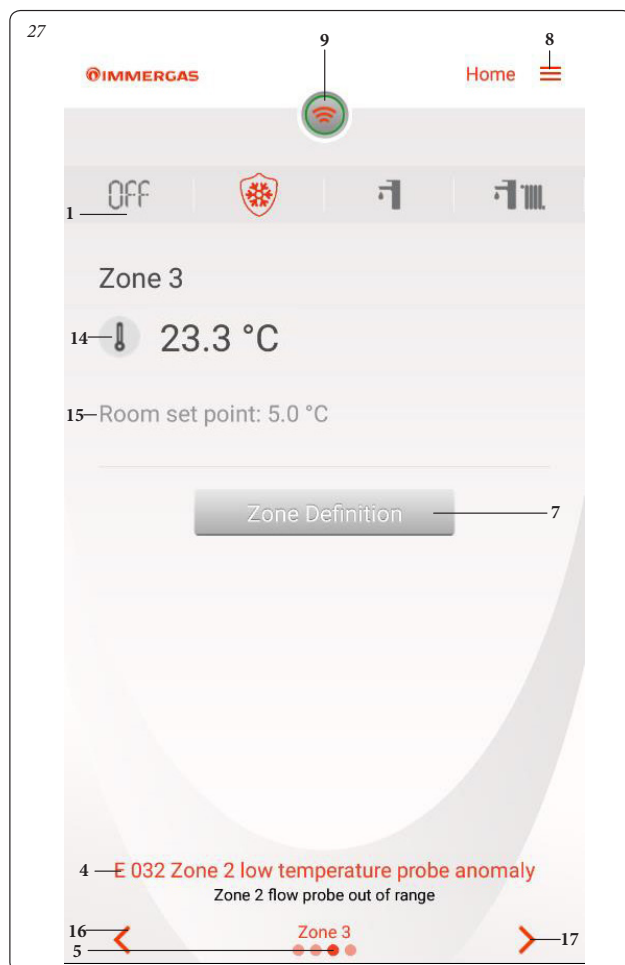 27
9
8
IMMERGAS
Home
OFF
1
Zone 3
14
23.3 °C
15
Room set point: 5.0 °C
Zone Definition
7
4
E 032 Zone 2 low temperature probe anomaly
Zone 2 flow probe out of range
16
Zone 3
17
5